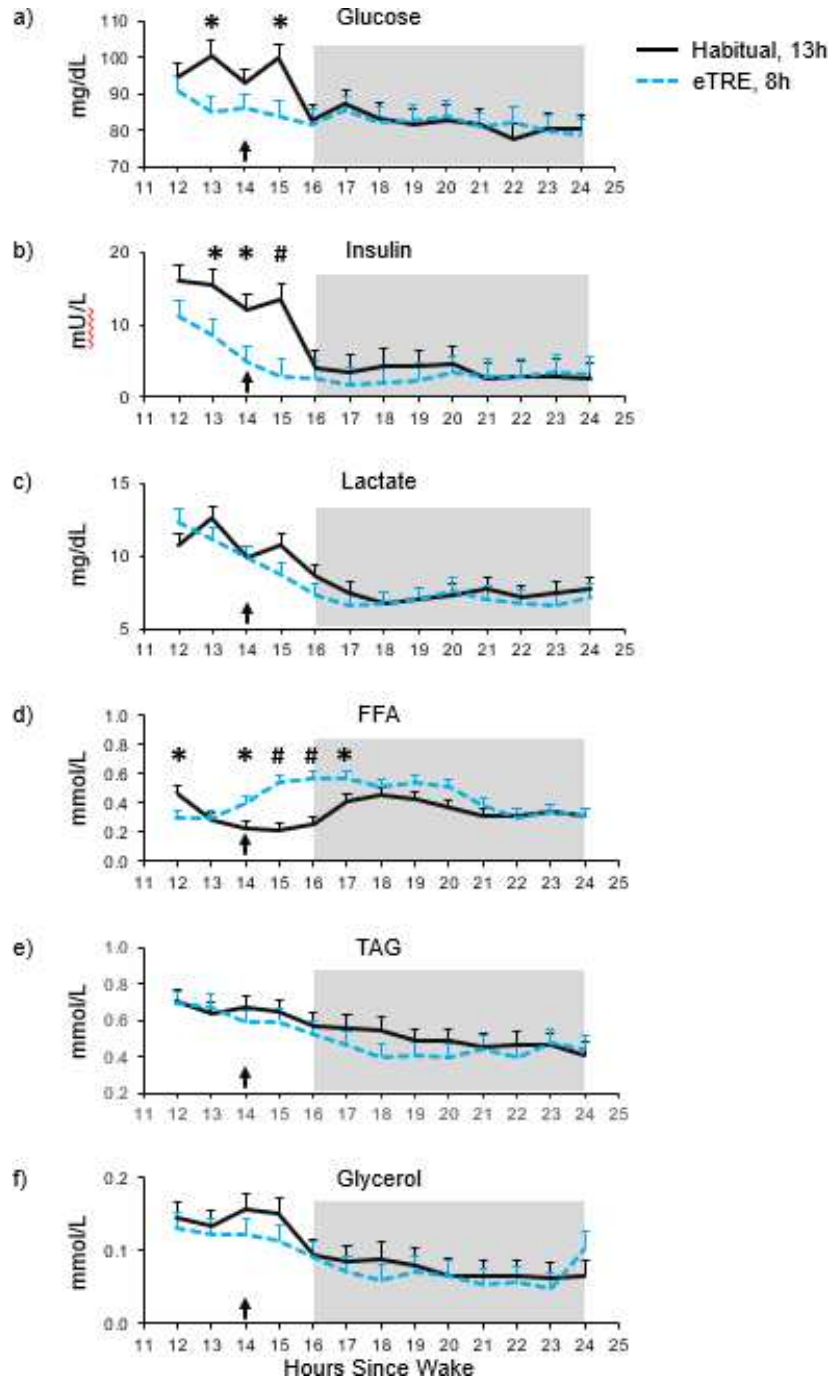 a)
Glucose
* *
mg/dL
110
100
90
80
70
11 12 13 14 15 16 17 18 19 20 21 22 23 24 25
Habitual, 13h
eTRE, 8h
b)
Insulin
* * #
mU/L
20
10
0
11 12 13 14 15 16 17 18 19 20 21 22 23 24 25
c)
Lactate
mg/dL
15
10
5
11 12 13 14 15 16 17 18 19 20 21 22 23 24 25
d)
FFA
* * # # *
mmol/L
1.0
0.8
0.6
0.4
0.2
0.0
11 12 13 14 15 16 17 18 19 20 21 22 23 24 25
e)
TAG
mmol/L
1.0
0.8
0.6
0.4
0.2
11 12 13 14 15 16 17 18 19 20 21 22 23 24 25
f)
Glycerol
mmol/L
0.2
0.1
0.0
11 12 13 14 15 16 17 18 19 20 21 22 23 24 25
Hours Since Wake